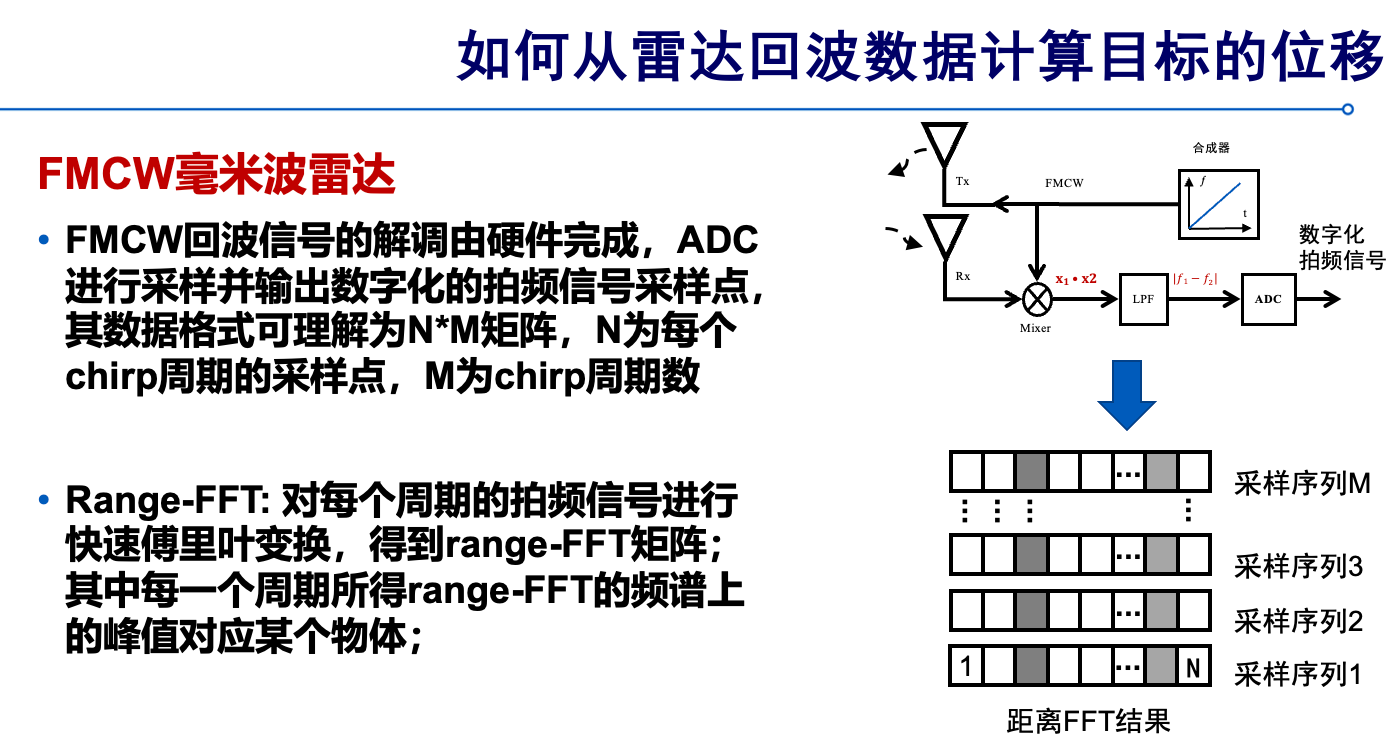 如何从雷达回波数据计算目标的位移
FMCW毫米波雷达
• FMCW回波信号的解调由硬件完成，ADC
进行采样并输出数字化的拍频信号采样点，
其数据格式可理解为N*M矩阵，N为每个
chirp周期的采样点，M为chirp周期数
• Range-FFT: 对每个周期的拍频信号进行
快速傅里叶变换，得到range-FFT矩阵；
其中每一个周期所得range-FFT的频谱上
的峰值对应某个物体；
合成器
Tx
FMCW
f
t
数字化
拍频信号
Rx
x₁ • x2
|f₁ − f₂|
LPF
ADC
Mixer
... 采样序列M
... 采样序列3
... 采样序列2
1 ... N 采样序列1
距离FFT结果